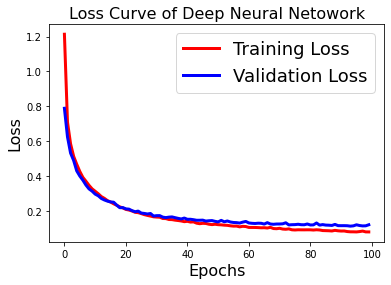 Loss Curve of Deep Neural Netowork
Training Loss
Validation Loss
1.2
1.0
0.8
0.6
0.4
0.2
Loss
0 20 40 60 80 100
Epochs